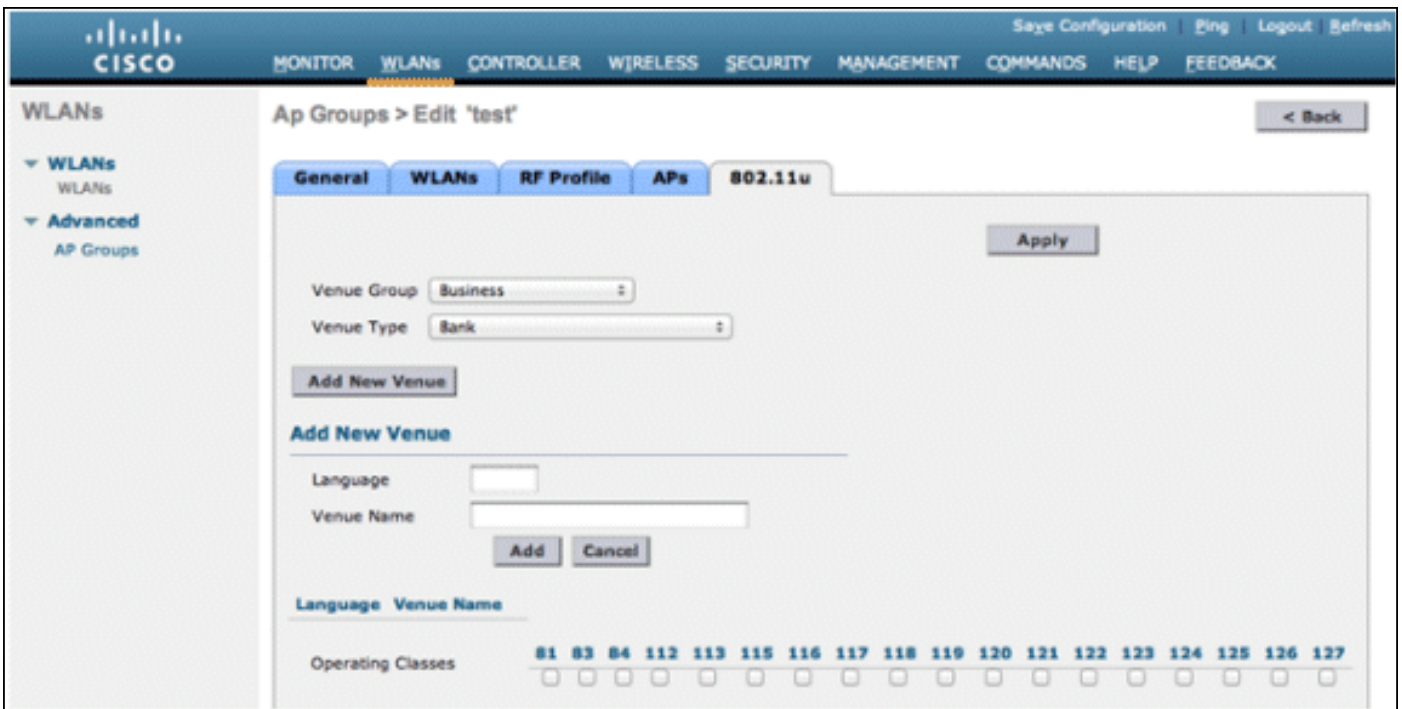 Save Configuration | Ping | Logout | Refresh
CISCO
MONITOR WLANs CONTROLLER WIRELESS SECURITY MANAGEMENT COMMANDS HELP FEEDBACK
WLANs
WLANs
WLANs
Advanced
AP Groups
Ap Groups > Edit 'test'
< Back
General WLANs RF Profile APs 802.11u
Apply
Venue Group Business
Venue Type Bank
Add New Venue
Add New Venue
Language
Venue Name
Add Cancel
Language Venue Name
Operating Classes 81 83 84 112 113 115 116 117 118 119 120 121 122 123 124 125 126 127